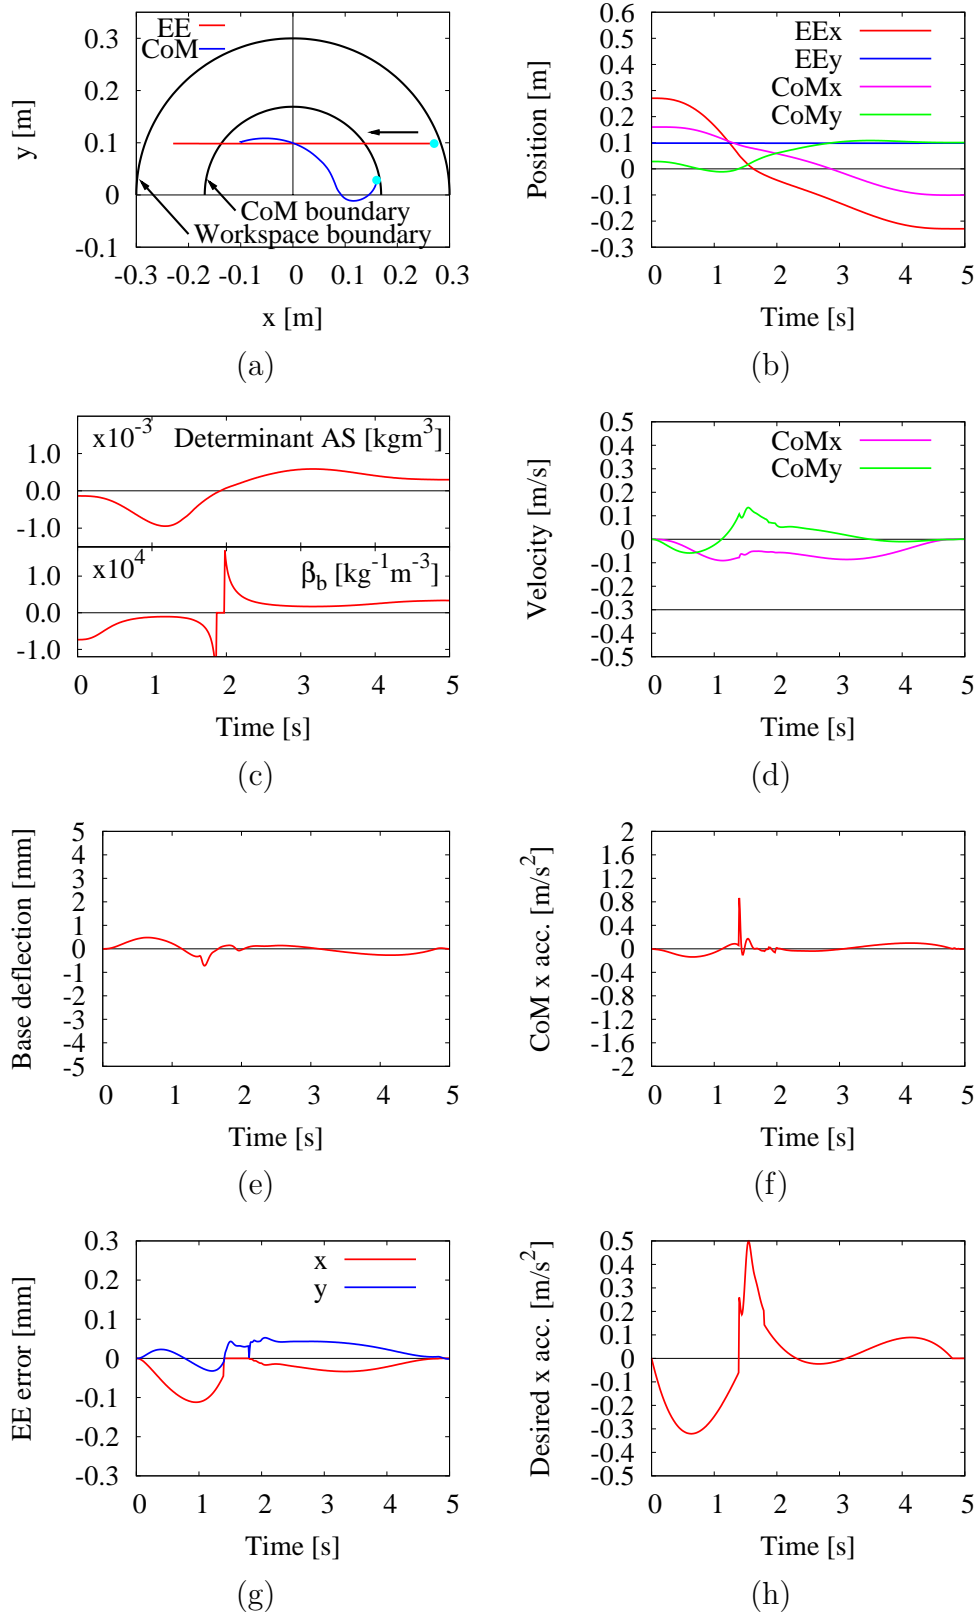 EE
CoM
0.3
0.2
0.1
0
-0.1
y [m]
CoM boundary
Workspace boundary
-0.3 -0.2 -0.1 0 0.1 0.2 0.3
x [m]
(a)
EEx
EEy
CoMx
CoMy
0.6
0.5
0.4
0.3
0.2
0.1
0
-0.1
-0.2
-0.3
Position [m]
0 1 2 3 4 5
Time [s]
(b)
x10⁻³ Determinant AS [kgm³]
1.0
0.0
-1.0
x10⁴ β_b [kg⁻¹m⁻³]
1.0
0.0
-1.0
0 1 2 3 4 5
Time [s]
(c)
CoMx
CoMy
0.5
0.4
0.3
0.2
0.1
0
-0.1
-0.2
-0.3
-0.4
-0.5
Velocity [m/s]
0 1 2 3 4 5
Time [s]
(d)
5
4
3
2
1
0
-1
-2
-3
-4
-5
Base deflection [mm]
0 1 2 3 4 5
Time [s]
(e)
2
1.6
1.2
0.8
0.4
0
-0.4
-0.8
-1.2
-1.6
-2
CoM x acc. [m/s²]
0 1 2 3 4 5
Time [s]
(f)
x
y
0.3
0.2
0.1
0
-0.1
-0.2
-0.3
EE error [mm]
0 1 2 3 4 5
Time [s]
(g)
0.5
0.4
0.3
0.2
0.1
0
-0.1
-0.2
-0.3
-0.4
-0.5
Desired x acc. [m/s²]
0 1 2 3 4 5
Time [s]
(h)